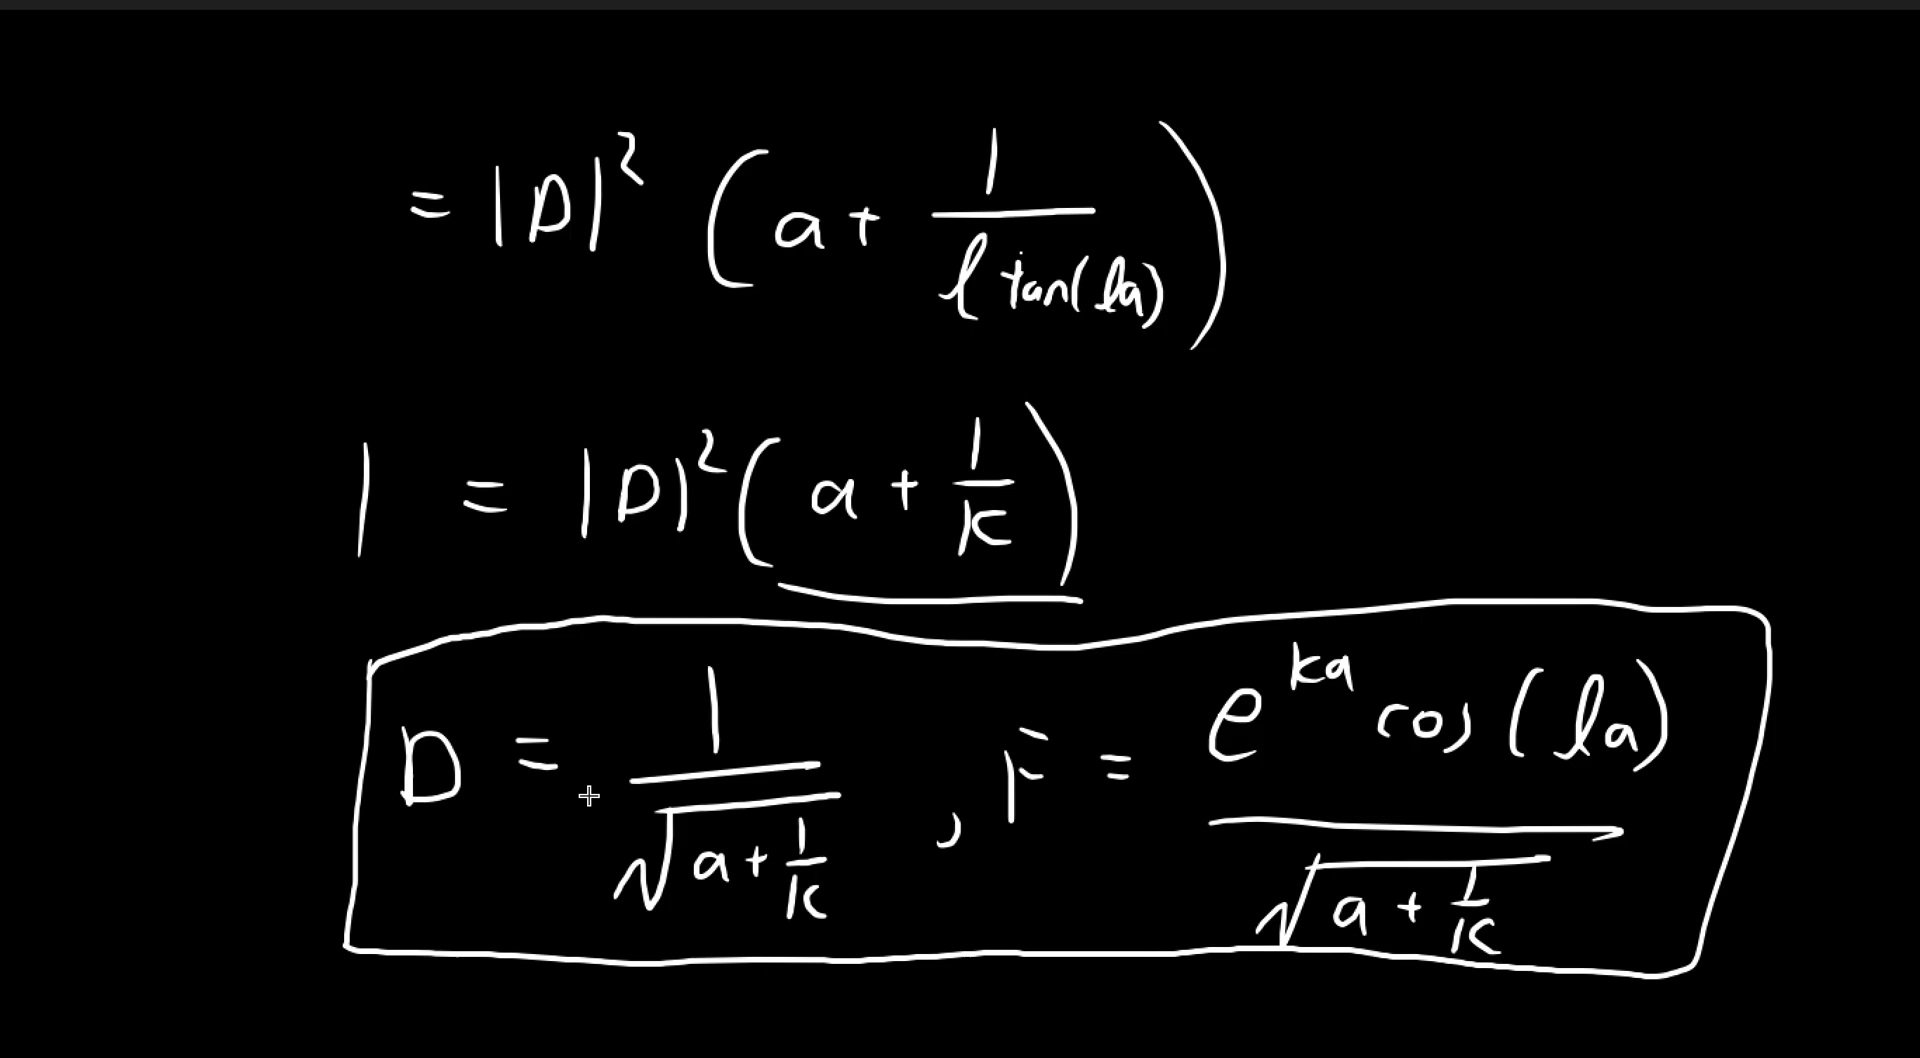 = |D|² (a + 1/(l tan(la)))
1 = |D|² (a + 1/k)
D = 1/√(a + 1/k) , F = e^(ka) cos(la)/√(a + 1/k)